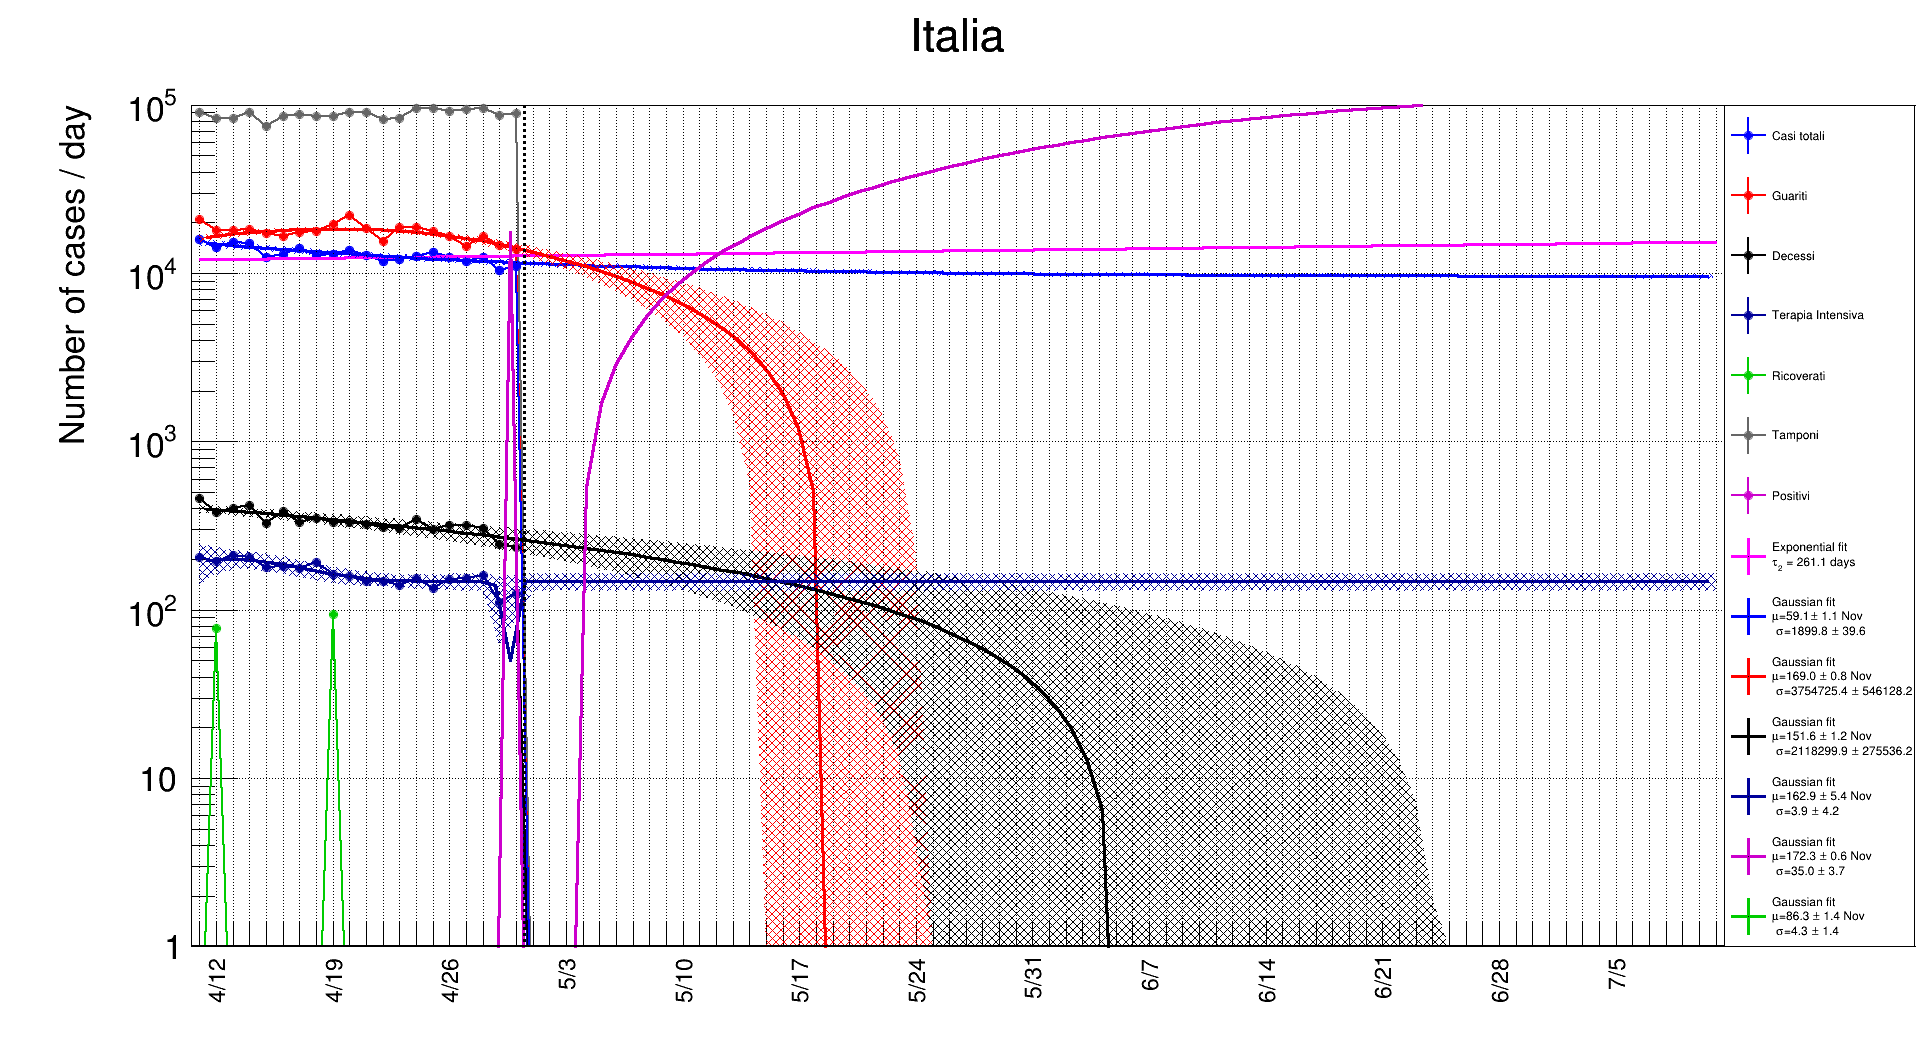 Italia
Number of cases / day
10^5
10^4
10^3
10^2
10
1
4/12
4/19
4/26
5/3
5/10
5/17
5/24
5/31
6/7
6/14
6/21
6/28
7/5
Casi totali
Guariti
Decessi
Terapia Intensiva
Ricoverati
Tamponi
Positivi
Exponential fit
τ₂ = 261.1 days
Gaussian fit
μ=59.1 ± 1.1 Nov
σ=1899.8 ± 39.6
Gaussian fit
μ=169.0 ± 0.8 Nov
σ=3754725.4 ± 546128.2
Gaussian fit
μ=151.6 ± 1.2 Nov
σ=2118299.9 ± 275536.2
Gaussian fit
μ=162.9 ± 5.4 Nov
σ=3.9 ± 4.2
Gaussian fit
μ=172.3 ± 0.6 Nov
σ=35.0 ± 3.7
Gaussian fit
μ=86.3 ± 1.4 Nov
σ=4.3 ± 1.4